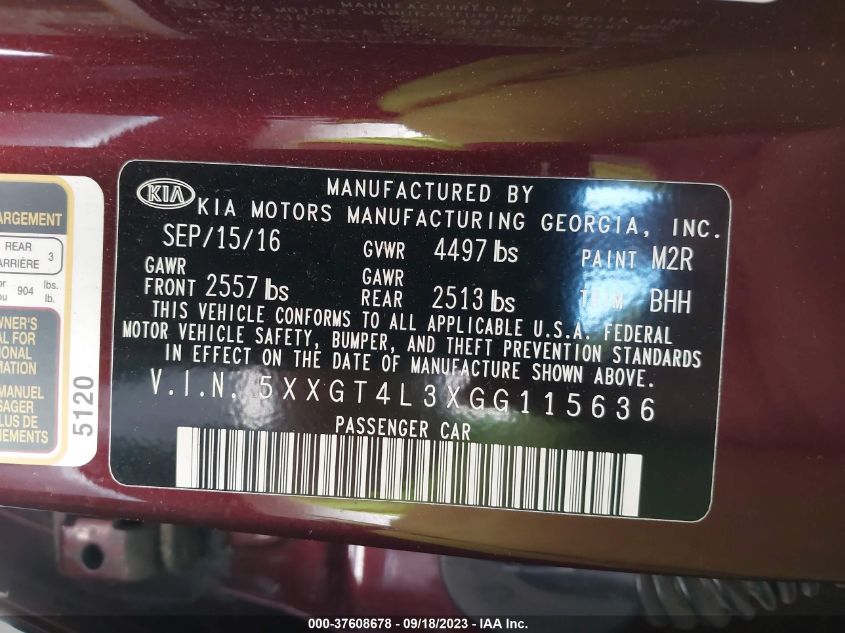 KIA
MANUFACTURED BY
KIA MOTORS MANUFACTURING GEORGIA, INC.
SEP/15/16 GVWR 4497 lbs PAINT M2R
GAWR FRONT 2557 lbs GAWR REAR 2513 lbs TRIM BHH
THIS VEHICLE CONFORMS TO ALL APPLICABLE U.S.A. FEDERAL
MOTOR VEHICLE SAFETY, BUMPER, AND THEFT PREVENTION STANDARDS
IN EFFECT ON THE DATE OF MANUFACTURE SHOWN ABOVE.
V.I.N. 5XXGT4L3XGG115636
PASSENGER CAR
REAR 3
904 lbs.
lb.
5120
000-37608678 - 09/18/2023 - IAA Inc.